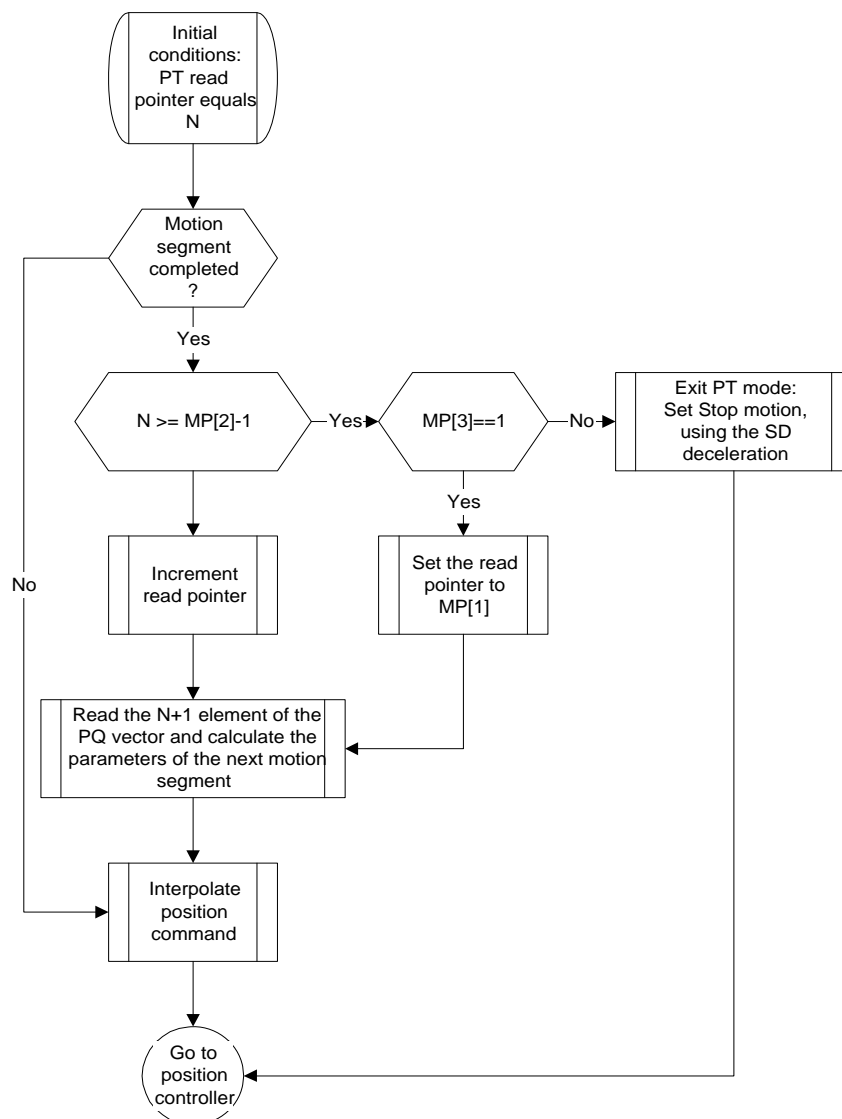 Initial
conditions:
PT read
pointer equals
N
Motion
segment
completed
?
Yes
N >= MP[2]-1
Yes
MP[3]==1
No
Exit PT mode:
Set Stop motion,
using the SD
deceleration
Yes
No
Increment
read pointer
Set the read
pointer to
MP[1]
Read the N+1 element of the
PQ vector and calculate the
parameters of the next motion
segment
Interpolate
position
command
Go to
position
controller